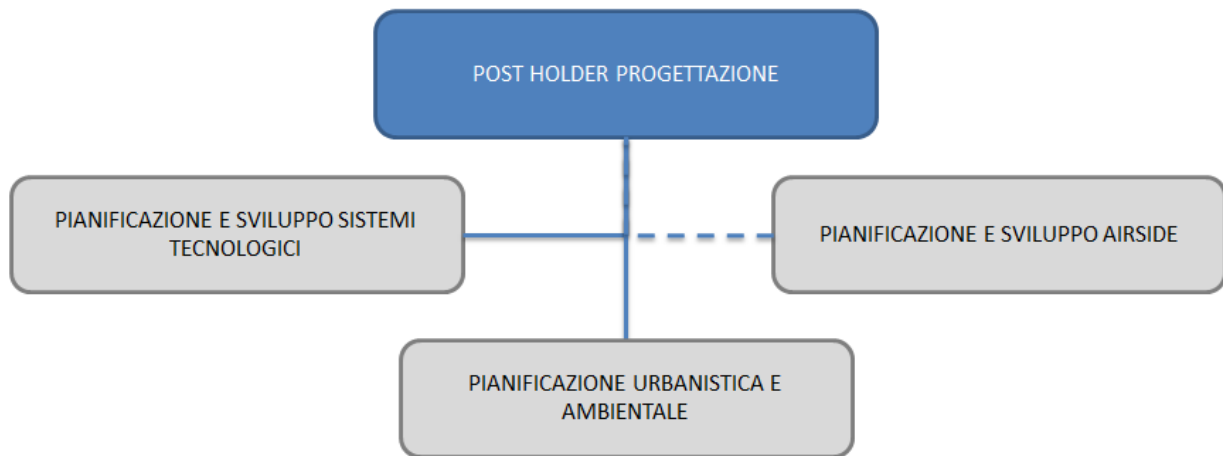 POST HOLDER PROGETTAZIONE
PIANIFICAZIONE E SVILUPPO SISTEMI
TECNOLOGICI
PIANIFICAZIONE E SVILUPPO AIRSIDE
PIANIFICAZIONE URBANISTICA E
AMBIENTALE